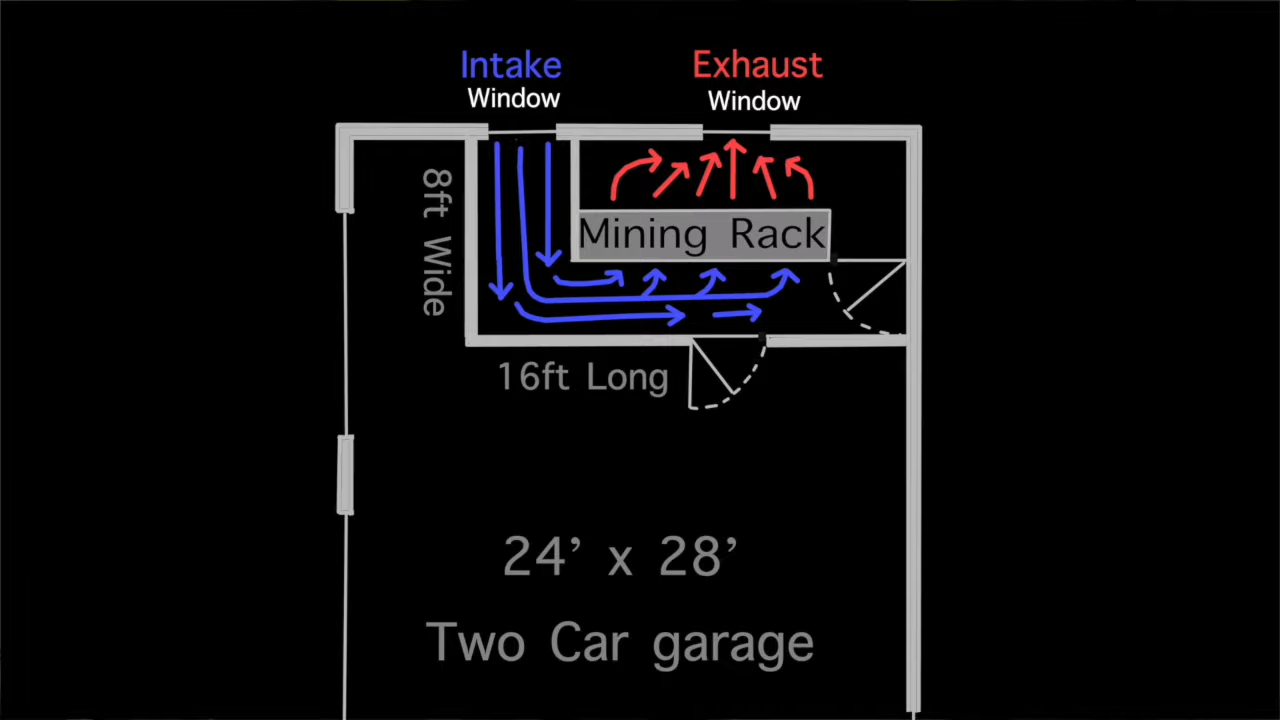 Intake
Window
Exhaust
Window
8ft Wide
Mining Rack
16ft Long
24’ x 28’
Two Car garage